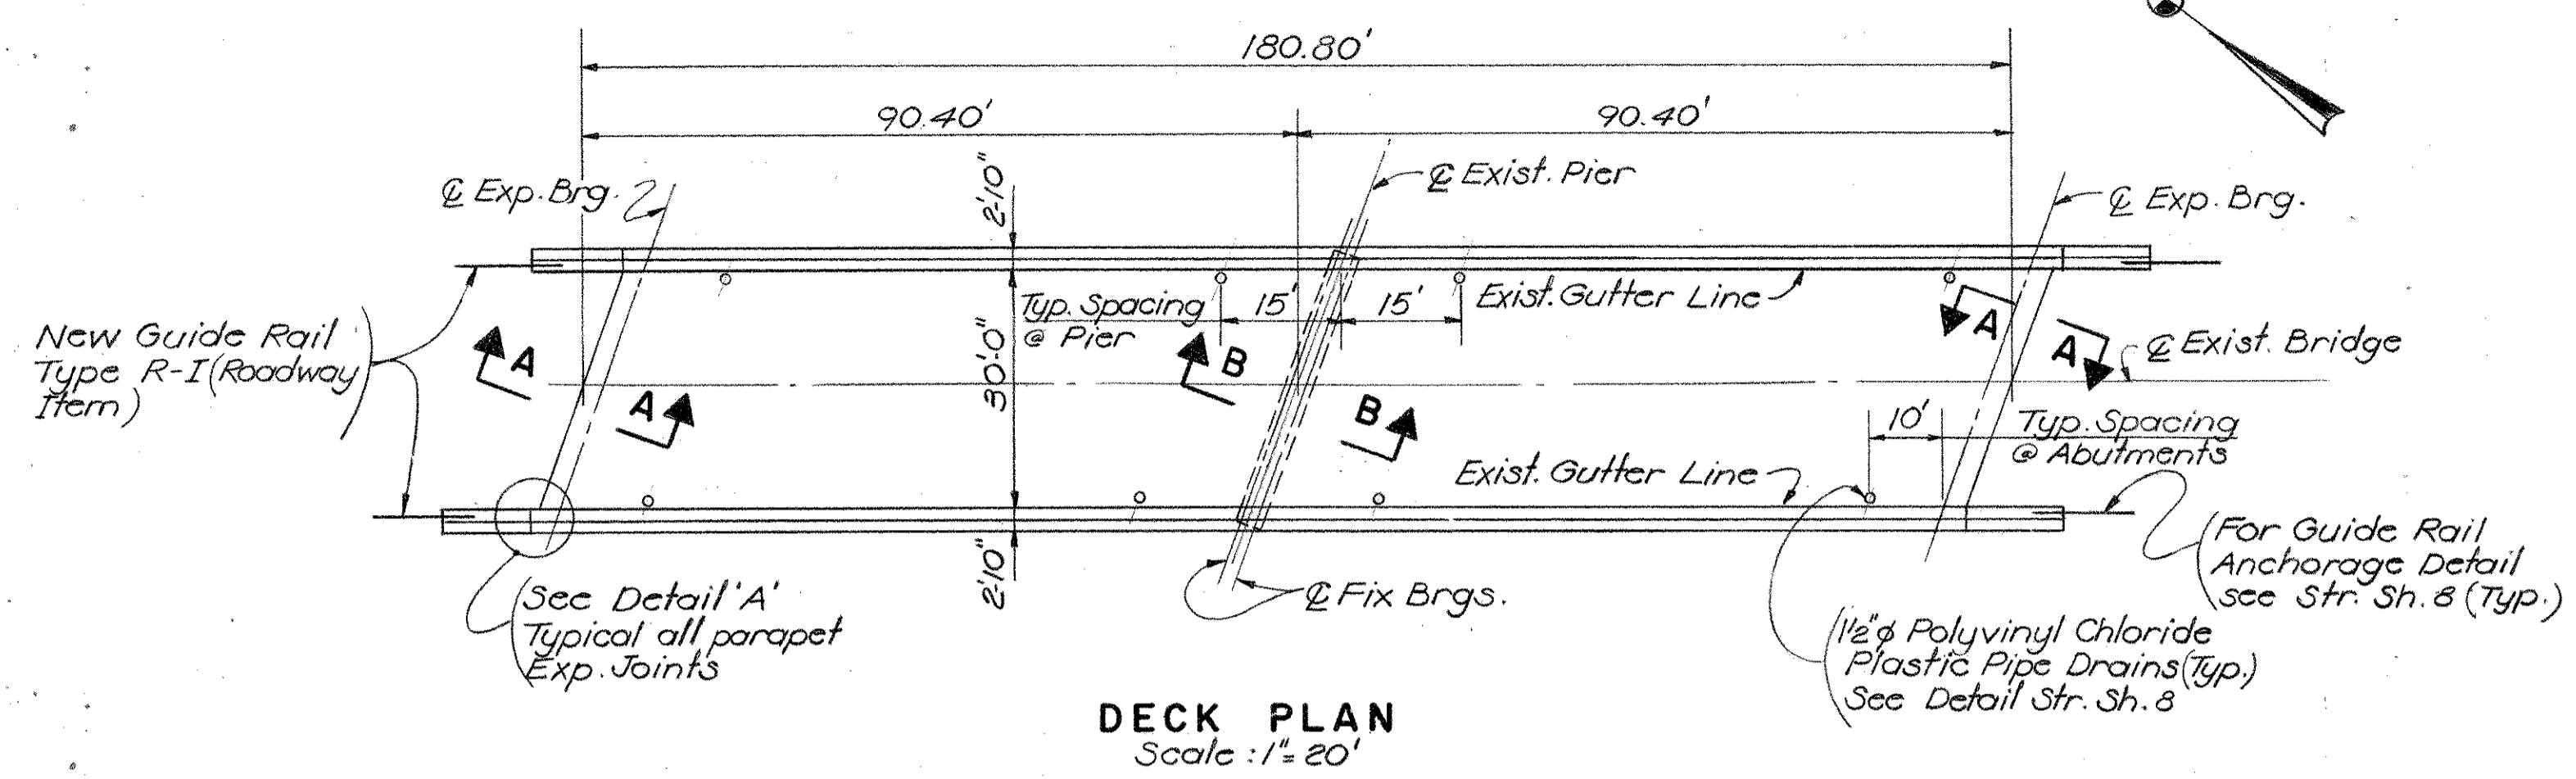 180.80'
90.40'
90.40'
℄ Exp. Brg.
2'-10"
℄ Exist. Pier
℄ Exp. Brg.
Typ. Spacing
@ Pier
15'
15'
Exist. Gutter Line
New Guide Rail
Type R-I (Roadway
Item)
A
A
30'-0"
B
B
A
A
℄ Exist. Bridge
10'
Typ. Spacing
@ Abutments
Exist. Gutter Line
2'-10"
See Detail 'A'
Typical all parapet
Exp. Joints
℄ Fix Brgs.
1½"φ Polyvinyl Chloride
Plastic Pipe Drains (Typ.)
See Detail Str. Sh. 8
For Guide Rail
Anchorage Detail
see Str. Sh. 8 (Typ.)
DECK PLAN
Scale : 1" = 20'